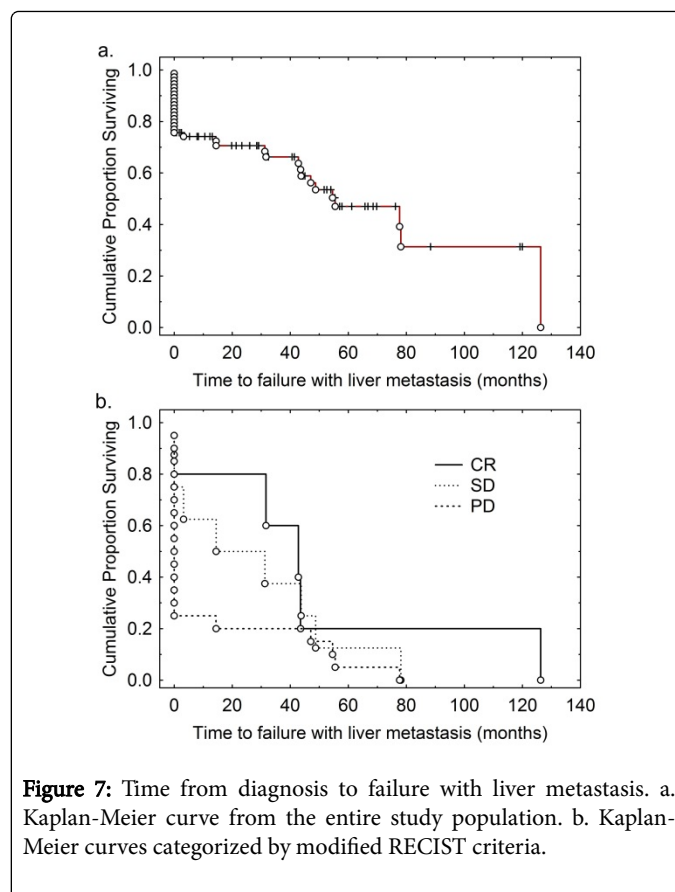 a.
Cumulative Proportion Surviving
1.0
0.8
0.6
0.4
0.2
0.0
0 20 40 60 80 100 120 140
Time to failure with liver metastasis (months)
b.
Cumulative Proportion Surviving
1.0
0.8
0.6
0.4
0.2
0.0
CR
SD
PD
0 20 40 60 80 100 120 140
Time to failure with liver metastasis (months)
Figure 7: Time from diagnosis to failure with liver metastasis. a.
Kaplan-Meier curve from the entire study population. b. Kaplan-
Meier curves categorized by modified RECIST criteria.